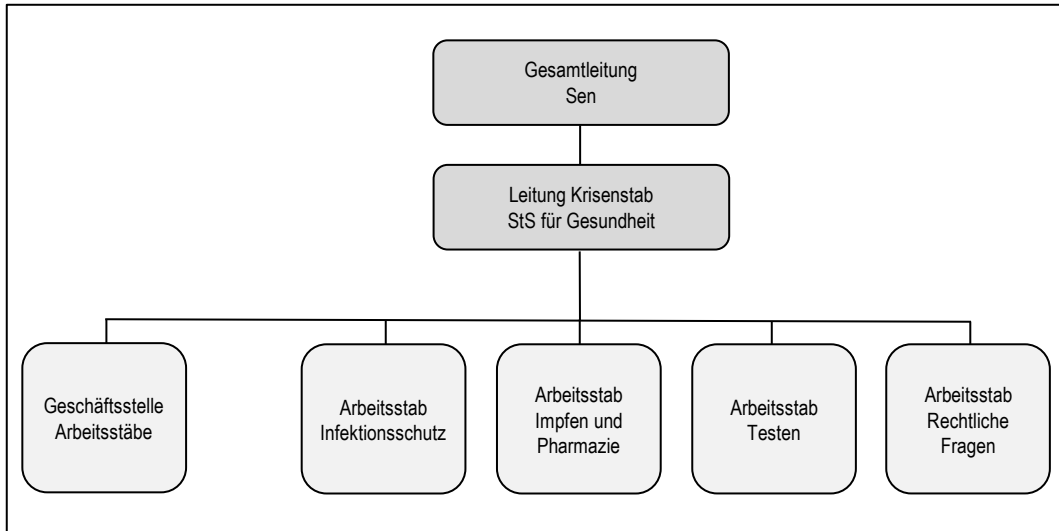 Gesamtleitung
Sen
Leitung Krisenstab
StS für Gesundheit
Geschäftsstelle
Arbeitsstäbe
Arbeitsstab
Infektionsschutz
Arbeitsstab
Impfen und
Pharmazie
Arbeitsstab
Testen
Arbeitsstab
Rechtliche
Fragen